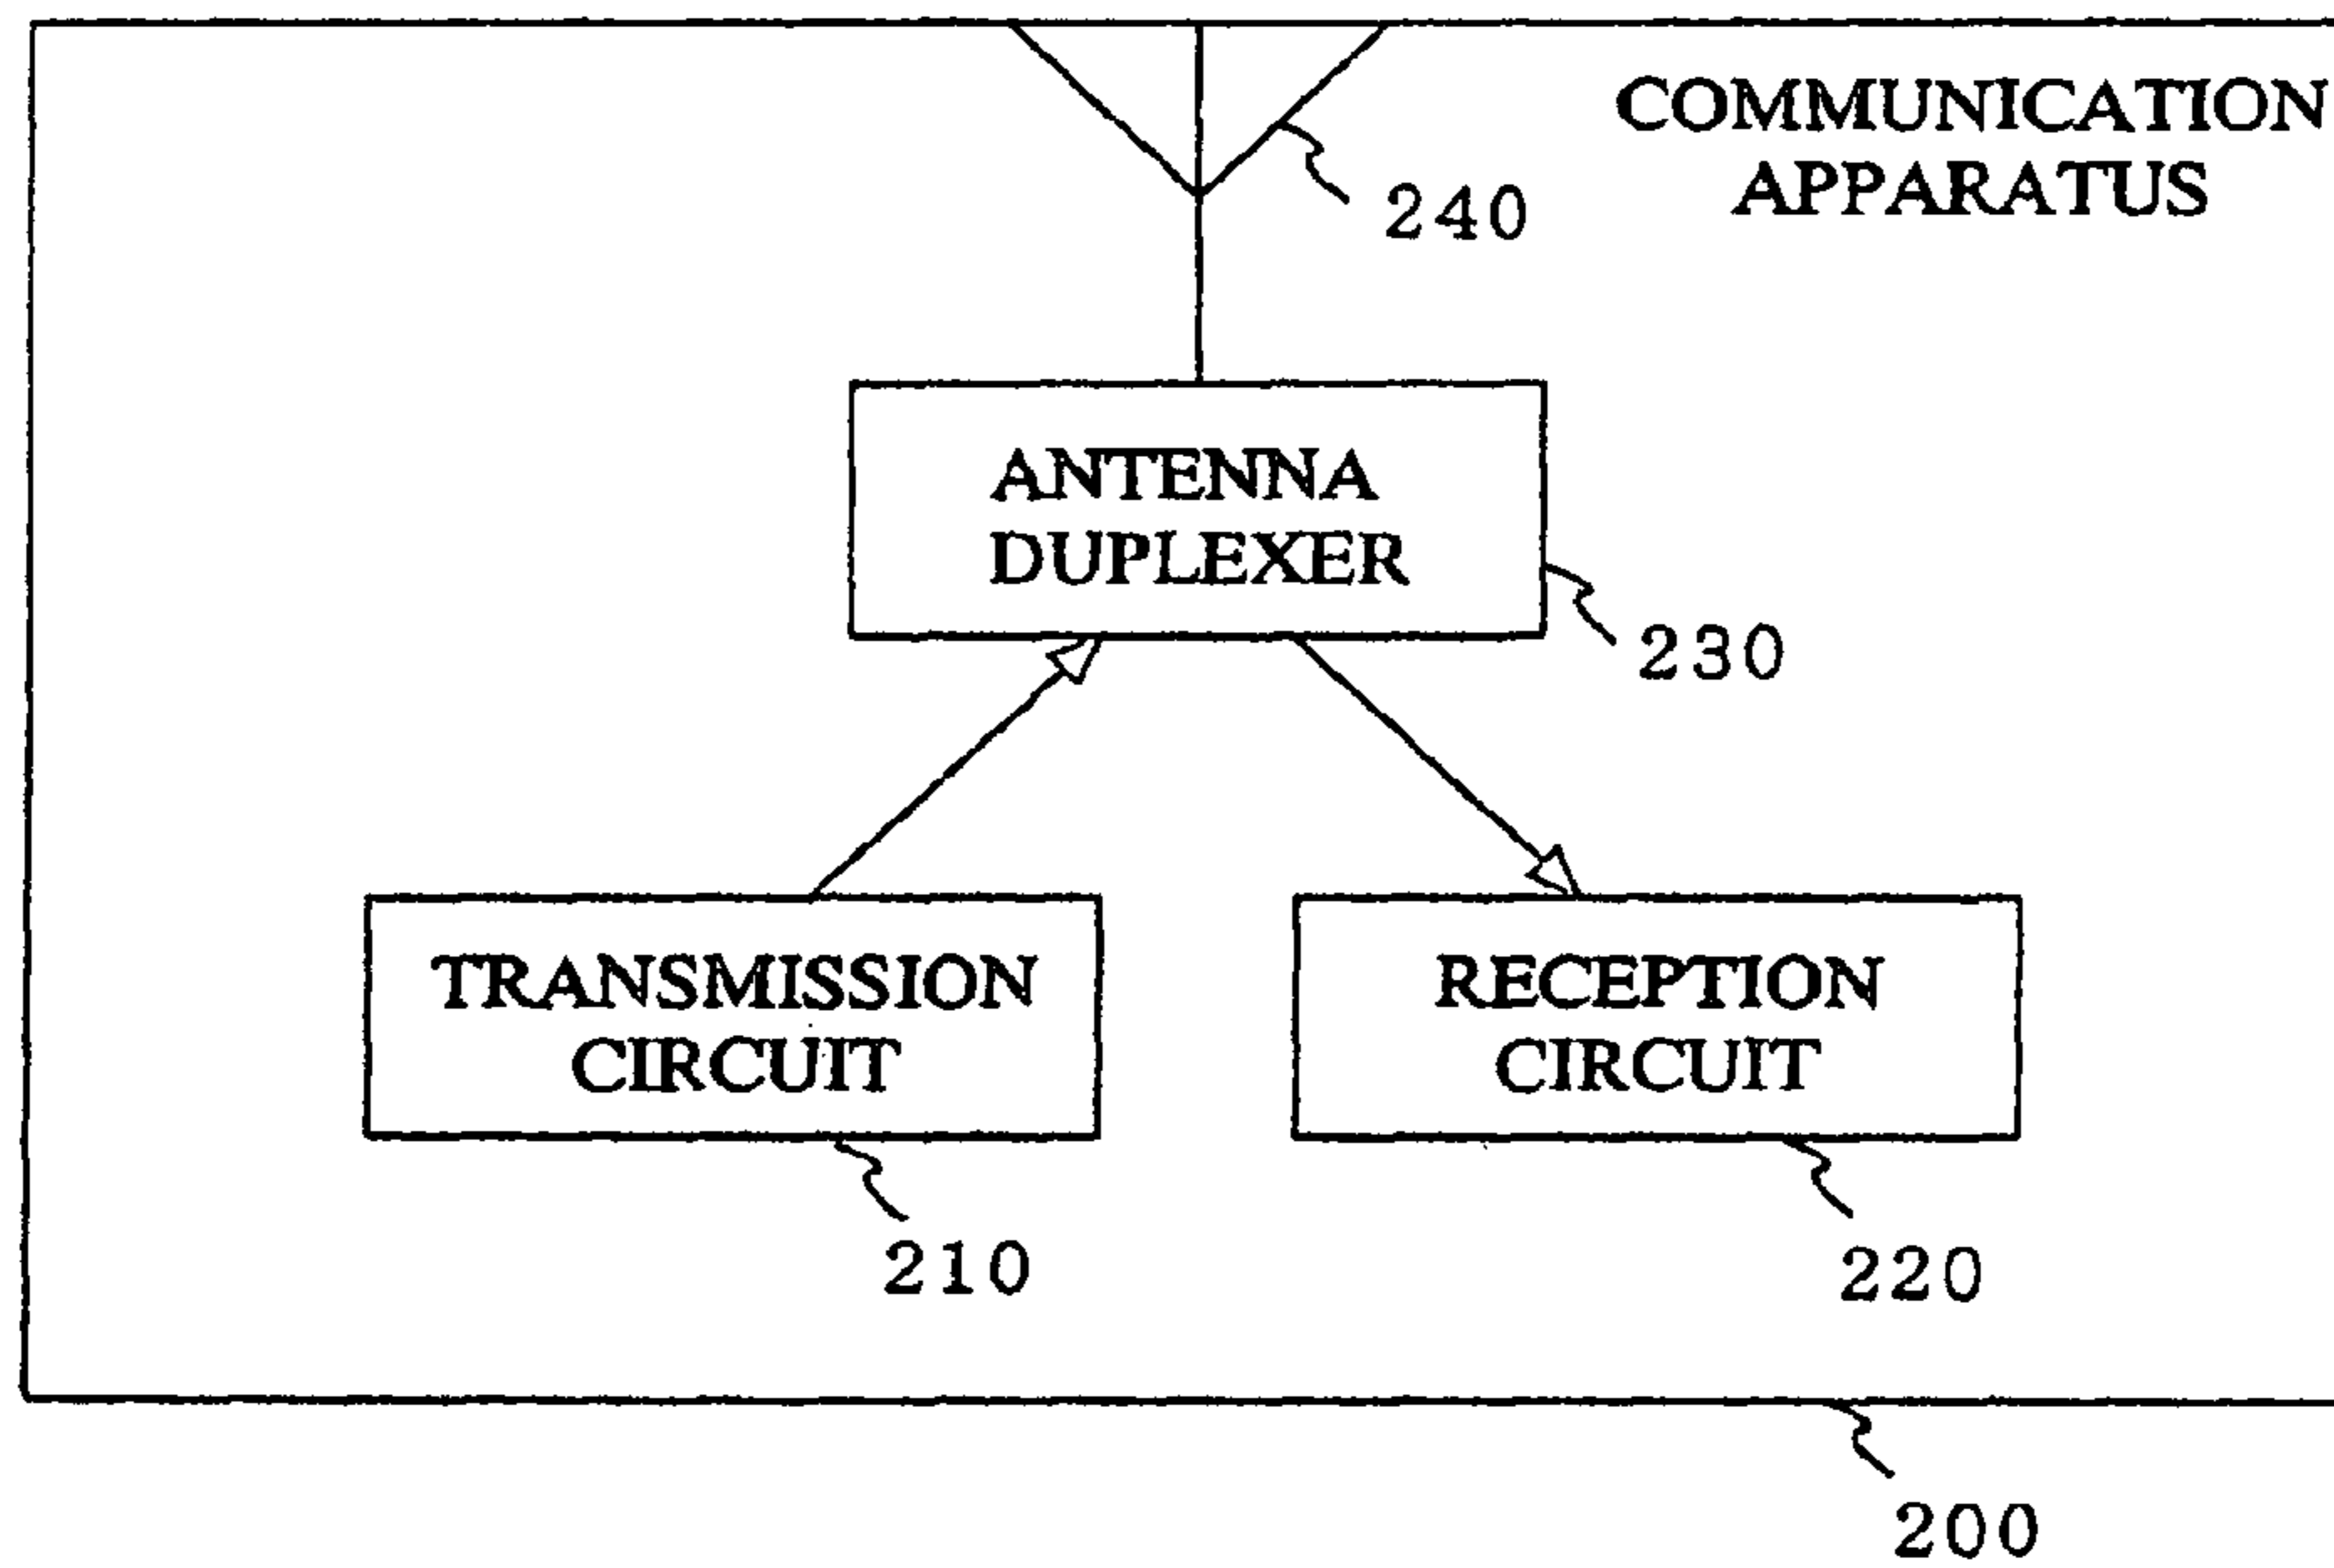 COMMUNICATION
APPARATUS
240
ANTENNA
DUPLEXER
230
TRANSMISSION
CIRCUIT
RECEPTION
CIRCUIT
210
220
200